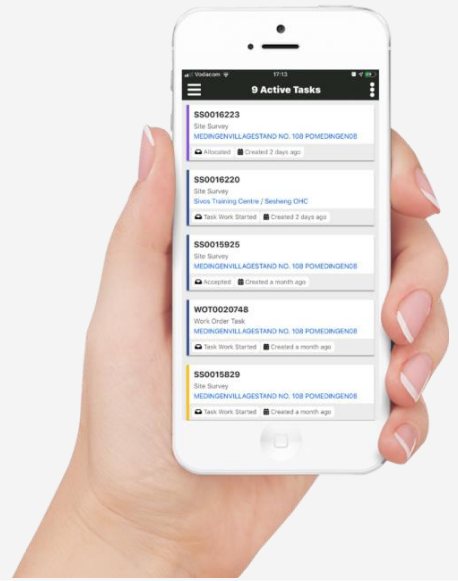 Vodacom 17:13
9 Active Tasks
SS0016223
Site Survey
MEDINGENVILLAGESTAND NO. 108 POMEDINGEN08
Allocated Created 2 days ago
SS0016220
Site Survey
Sivos Training Centre / Sesheng OHC
Task Work Started Created 2 days ago
SS0015925
Site Survey
MEDINGENVILLAGESTAND NO. 108 POMEDINGEN08
Accepted Created a month ago
WOT0020748
Work Order Task
MEDINGENVILLAGESTAND NO. 108 POMEDINGEN08
Task Work Started Created a month ago
SS0015829
Site Survey
MEDINGENVILLAGESTAND NO. 108 POMEDINGEN08
Task Work Started Created a month ago